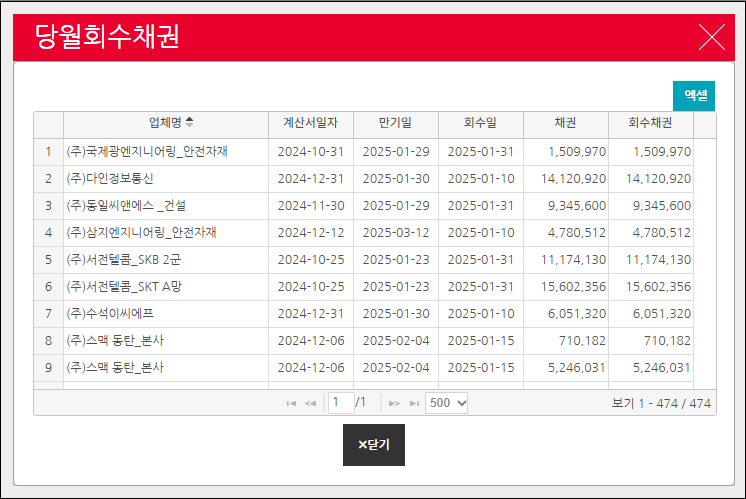 당월회수채권
엑셀
업체명 계산서일자 만기일 회수일 채권 회수채권
1 (주)국제광엔지니어링_안전자재 2024-10-31 2025-01-29 2025-01-31 1,509,970 1,509,970
2 (주)다인정보통신 2024-12-31 2025-01-30 2025-01-10 14,120,920 14,120,920
3 (주)동일씨앤에스 _건설 2024-11-30 2025-01-29 2025-01-31 9,345,600 9,345,600
4 (주)삼지엔지니어링_안전자재 2024-12-12 2025-03-12 2025-01-10 4,780,512 4,780,512
5 (주)서전텔콤_SKB 2군 2024-10-25 2025-01-23 2025-01-31 11,174,130 11,174,130
6 (주)서전텔콤_SKT A망 2024-10-25 2025-01-23 2025-01-31 15,602,356 15,602,356
7 (주)수석이씨에프 2024-12-31 2025-01-30 2025-01-10 6,051,320 6,051,320
8 (주)스맥 동탄_본사 2024-12-06 2025-02-04 2025-01-15 710,182 710,182
9 (주)스맥 동탄_본사 2024-12-06 2025-02-04 2025-01-15 5,246,031 5,246,031
1 /1 500 보기 1 - 474 / 474
×닫기